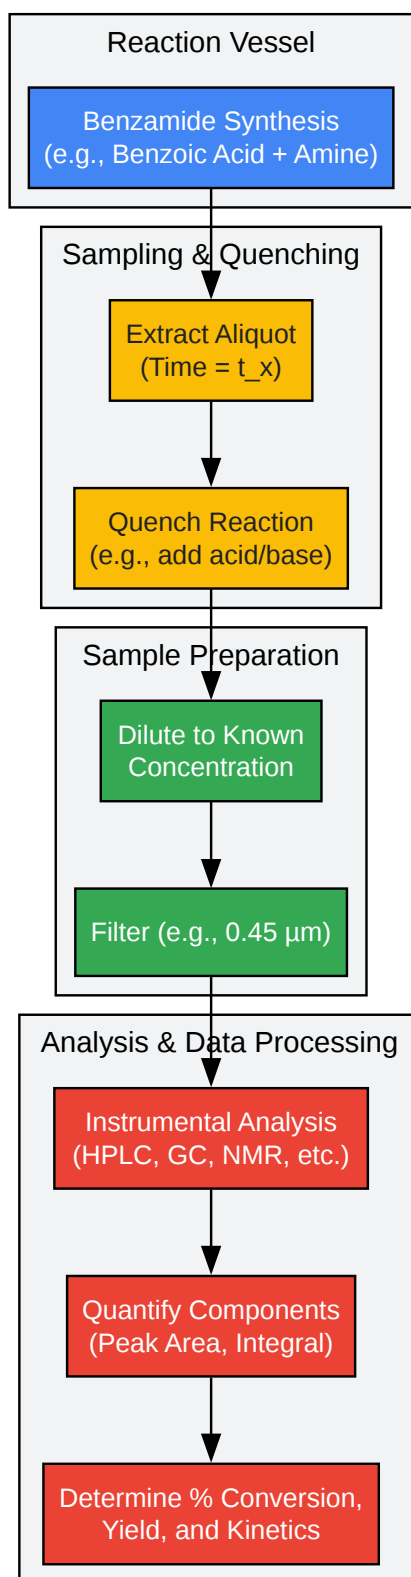 Reaction Vessel
Benzamide Synthesis
(e.g., Benzoic Acid + Amine)
Sampling & Quenching
Extract Aliquot
(Time = t_x)
Quench Reaction
(e.g., add acid/base)
Sample Preparation
Dilute to Known
Concentration
Filter (e.g., 0.45 µm)
Analysis & Data Processing
Instrumental Analysis
(HPLC, GC, NMR, etc.)
Quantify Components
(Peak Area, Integral)
Determine % Conversion,
Yield, and Kinetics